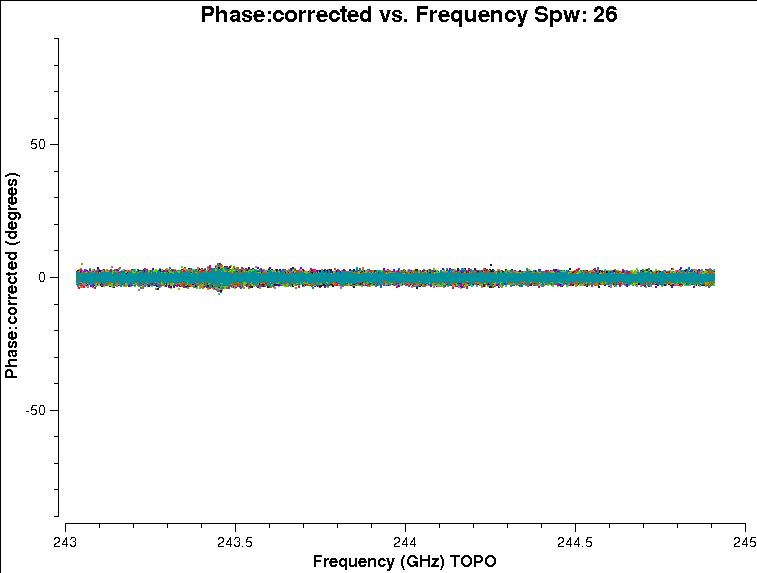 Phase:corrected vs. Frequency Spw: 26
Phase:corrected (degrees)
50
0
-50
243
243.5
244
244.5
245
Frequency (GHz) TOPO